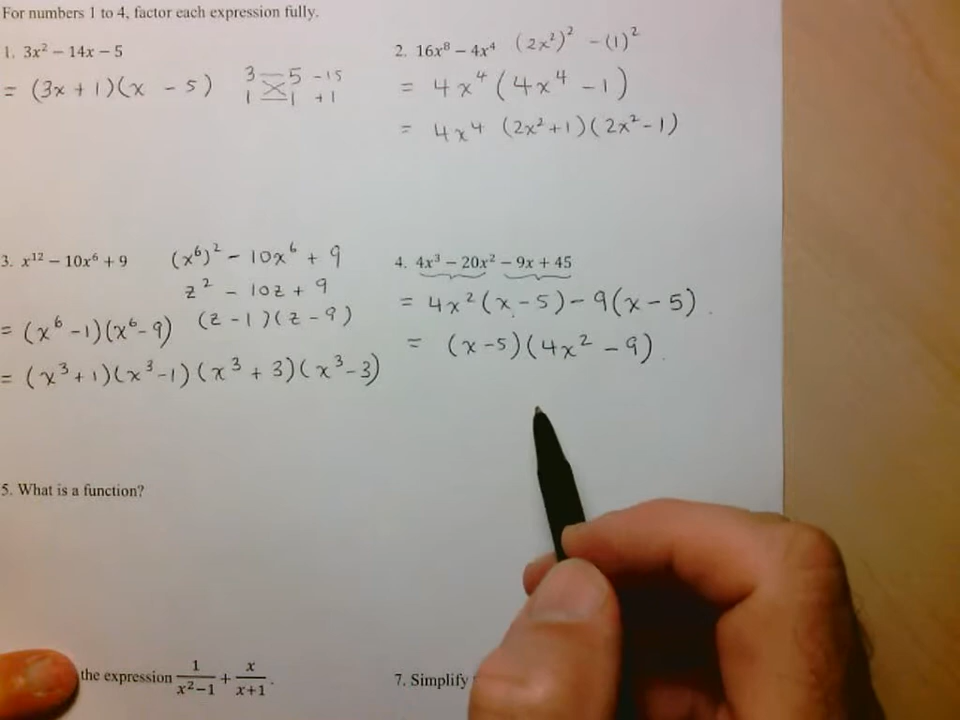 For numbers 1 to 4, factor each expression fully.
1. 3x² − 14x − 5
= (3x + 1)(x − 5)
3 5 −15
1 1 +1
2. 16x⁸ − 4x⁴ (2x²)² − (1)²
= 4x⁴ (4x⁴ − 1)
= 4x⁴ (2x² + 1)(2x² − 1)
3. x¹² − 10x⁶ + 9 (x⁶)² − 10x⁶ + 9
z² − 10z + 9
= (x⁶ − 1)(x⁶ − 9) (z − 1)(z − 9)
= (x³ + 1)(x³ − 1)(x³ + 3)(x³ − 3)
4. 4x³ − 20x² − 9x + 45
= 4x²(x − 5) − 9(x − 5)
= (x − 5)(4x² − 9)
5. What is a function?
the expression 1/(x²−1) + x/(x+1).
7. Simplify